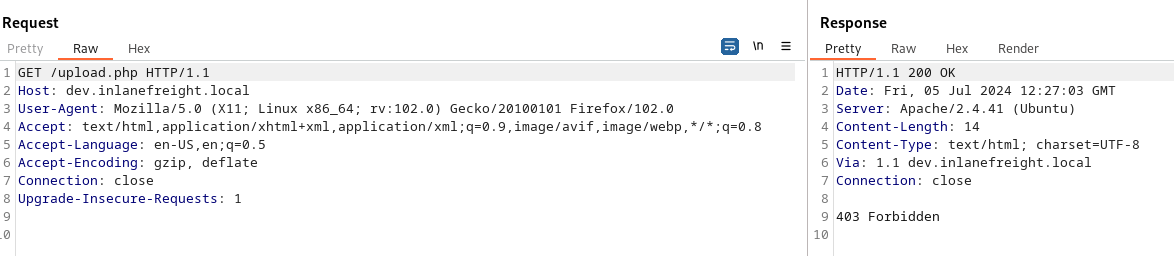 Request
Pretty Raw Hex
\n
1 GET /upload.php HTTP/1.1
2 Host: dev.inlanefreight.local
3 User-Agent: Mozilla/5.0 (X11; Linux x86_64; rv:102.0) Gecko/20100101 Firefox/102.0
4 Accept: text/html,application/xhtml+xml,application/xml;q=0.9,image/avif,image/webp,*/*;q=0.8
5 Accept-Language: en-US,en;q=0.5
6 Accept-Encoding: gzip, deflate
7 Connection: close
8 Upgrade-Insecure-Requests: 1
9
10
Response
Pretty Raw Hex Render
1 HTTP/1.1 200 OK
2 Date: Fri, 05 Jul 2024 12:27:03 GMT
3 Server: Apache/2.4.41 (Ubuntu)
4 Content-Length: 14
5 Content-Type: text/html; charset=UTF-8
6 Via: 1.1 dev.inlanefreight.local
7 Connection: close
8
9 403 Forbidden
10